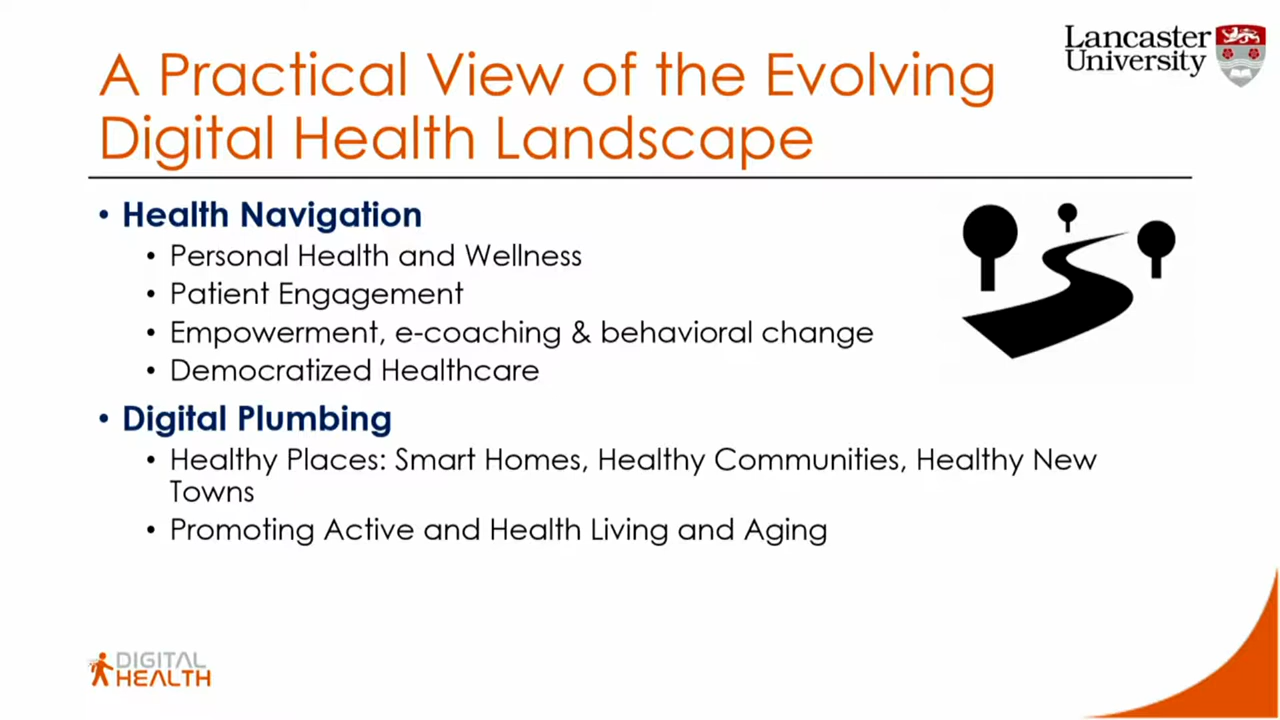 A Practical View of the Evolving
Digital Health Landscape
Lancaster
University
• Health Navigation
• Personal Health and Wellness
• Patient Engagement
• Empowerment, e-coaching & behavioral change
• Democratized Healthcare
• Digital Plumbing
• Healthy Places: Smart Homes, Healthy Communities, Healthy New
Towns
• Promoting Active and Health Living and Aging
DIGITAL
HEALTH